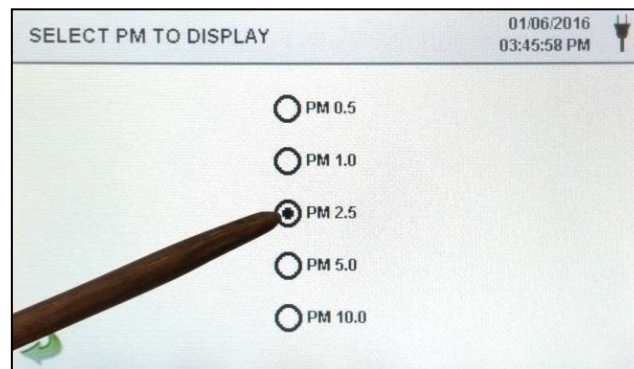 SELECT PM TO DISPLAY
01/06/2016
03:45:58 PM
PM 0.5
PM 1.0
PM 2.5
PM 5.0
PM 10.0